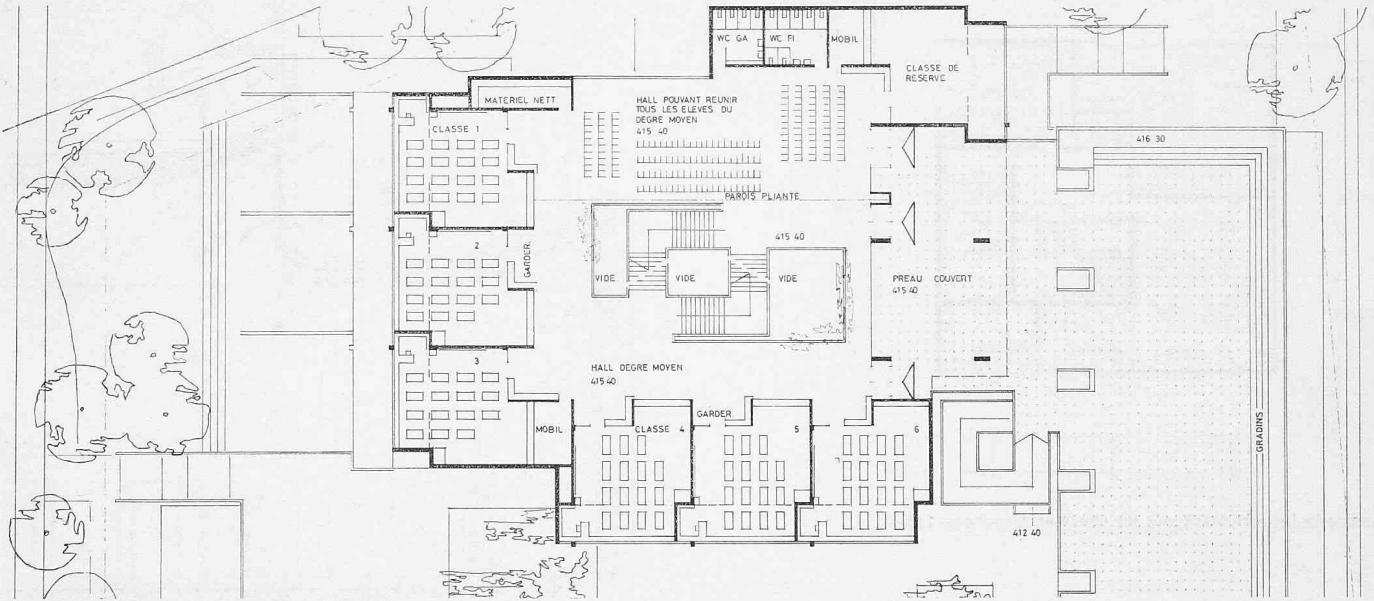 WC GA
WC FI
MOBIL
CLASSE DE
RESERVE
MATERIEL NETT
HALL POUVANT REUNIR
TOUS LES ELEVES DU
DEGRE MOYEN
415 40
CLASSE 1
416 30
PAROIS PLIANTE
415 40
2
GARDER.
VIDE
VIDE
VIDE
PREAU COUVERT
415 40
3
HALL DEGRE MOYEN
415 40
GARDER
MOBIL
CLASSE 4
5
6
GRADINS
412 40